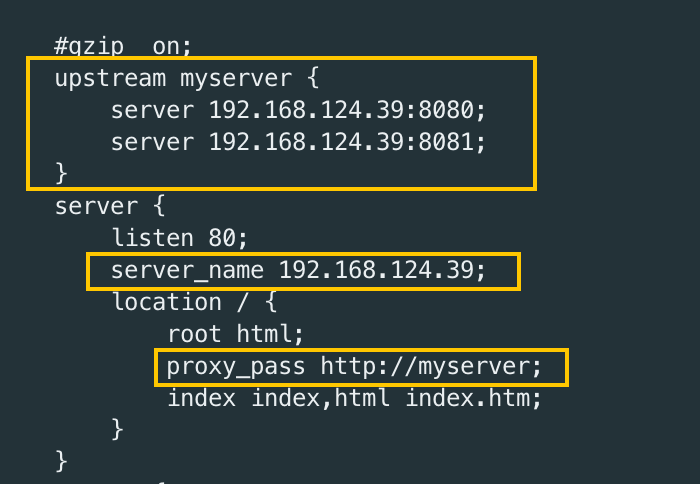 #gzip  on;
upstream myserver {
    server 192.168.124.39:8080;
    server 192.168.124.39:8081;
}
server {
    listen 80;
    server_name 192.168.124.39;
    location / {
        root html;
        proxy_pass http://myserver;
        index index,html index.htm;
    }
}